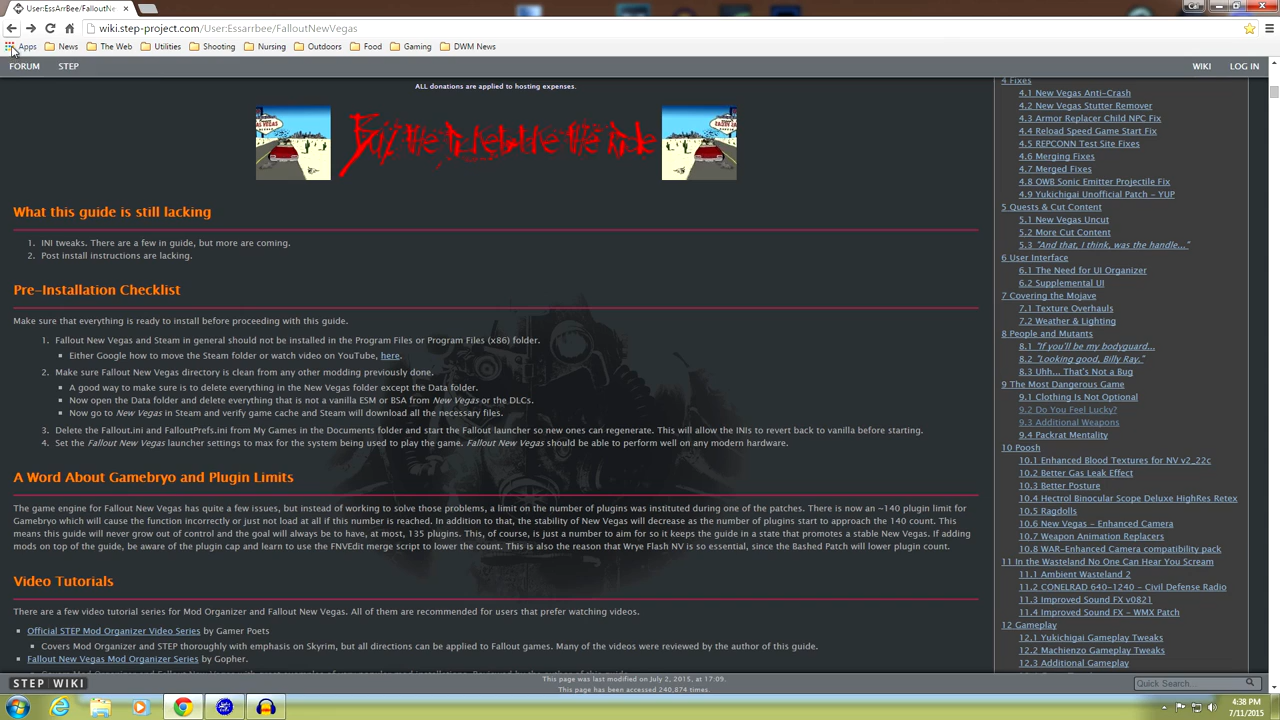 User:EssArrBee/FalloutNe
Cal
wiki.step-project.com/User:Essarrbee/FalloutNewVegas
Apps News The Web Utilities Shooting Nursing Outdoors Food Gaming DWM News
FORUM STEP WIKI LOG IN
ALL donations are applied to hosting expenses.
What this guide is still lacking
1. INI tweaks. There are a few in guide, but more are coming.
2. Post install instructions are lacking.
Pre-Installation Checklist
Make sure that everything is ready to install before proceeding with this guide.
1. Fallout New Vegas and Steam in general should not be installed in the Program Files or Program Files (x86) folder.
Either Google how to move the Steam folder or watch video on YouTube, here.
2. Make sure Fallout New Vegas directory is clean from any other modding previously done.
A good way to make sure is to delete everything in the New Vegas folder except the Data folder.
Now open the Data folder and delete everything that is not a vanilla ESM or BSA from New Vegas or the DLCs.
Now go to New Vegas in Steam and verify game cache and Steam will download all the necessary files.
3. Delete the Fallout.ini and FalloutPrefs.ini from My Games in the Documents folder and start the Fallout launcher so new ones can regenerate. This will allow the INIs to revert back to vanilla before starting.
4. Set the Fallout New Vegas launcher settings to max for the system being used to play the game. Fallout New Vegas should be able to perform well on any modern hardware.
A Word About Gamebryo and Plugin Limits
The game engine for Fallout New Vegas has quite a few issues, but instead of working to solve those problems, a limit on the number of plugins was instituted during one of the patches. There is now an ~140 plugin limit for
Gamebryo which will cause the function incorrectly or just not load at all if this number is reached. In addition to that, the stability of New Vegas will decrease as the number of plugins start to approach the 140 count. This
means this guide will never grow out of control and the goal will always be to have, at most, 135 plugins. This, of course, is just a number to aim for so it keeps the guide in a state that promotes a stable New Vegas. If adding
mods on top of the guide, be aware of the plugin cap and learn to use the FNVEdit merge script to lower the count. This is also the reason that Wrye Flash NV is so essential, since the Bashed Patch will lower plugin count.
Video Tutorials
There are a few video tutorial series for Mod Organizer and Fallout New Vegas. All of them are recommended for users that prefer watching videos.
Official STEP Mod Organizer Video Series by Gamer Poets
Covers Mod Organizer and STEP thoroughly with emphasis on Skyrim, but all directions can be applied to Fallout games. Many of the videos were reviewed by the author of this guide.
Fallout New Vegas Mod Organizer Series by Gopher.
4 Fixes
4.1 New Vegas Anti-Crash
4.2 New Vegas Stutter Remover
4.3 Armor Replacer Child NPC Fix
4.4 Reload Speed Game Start Fix
4.5 REPCONN Test Site Fixes
4.6 Merging Fixes
4.7 Merged Fixes
4.8 OWB Sonic Emitter Projectile Fix
4.9 Yukichigai Unofficial Patch - YUP
5 Quests & Cut Content
5.1 New Vegas Uncut
5.2 More Cut Content
5.3 "And that, I think, was the handle..."
6 User Interface
6.1 The Need for UI Organizer
6.2 Supplemental UI
7 Covering the Mojave
7.1 Texture Overhauls
7.2 Weather & Lighting
8 People and Mutants
8.1 "If you'll be my bodyguard...
8.2 "Looking good, Billy Ray."
8.3 Uhh... That's Not a Bug
9 The Most Dangerous Game
9.1 Clothing Is Not Optional
9.2 Do You Feel Lucky?
9.3 Additional Weapons
9.4 Packrat Mentality
10 Poosh
10.1 Enhanced Blood Textures for NV v2_22c
10.2 Better Gas Leak Effect
10.3 Better Posture
10.4 Hectrol Binocular Scope Deluxe HighRes Retex
10.5 Ragdolls
10.6 New Vegas - Enhanced Camera
10.7 Weapon Animation Replacers
10.8 WAR-Enhanced Camera compatibility pack
11 In the Wasteland No One Can Hear You Scream
11.1 Ambient Wasteland 2
11.2 CONELRAD 640-1240 - Civil Defense Radio
11.3 Improved Sound FX v0821
11.4 Improved Sound FX - WMX Patch
12 Gameplay
12.1 Yukichigai Gameplay Tweaks
12.2 Machienzo Gameplay Tweaks
12.3 Additional Gameplay
STEP WIKI
This page was last modified on July 2, 2015, at 17:09.
This page has been accessed 240,874 times.
Quick Search...
4:38 PM
7/11/2015